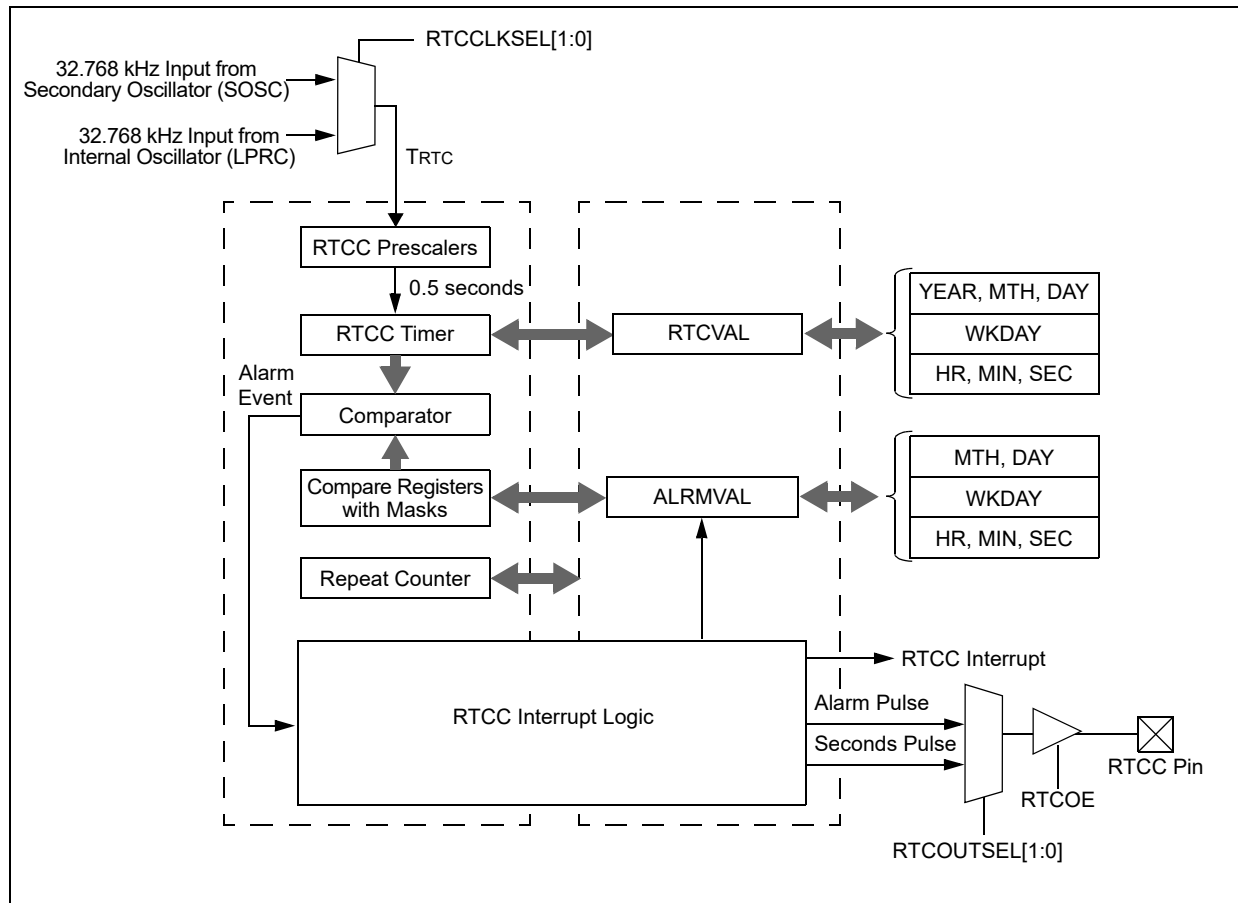 RTCCLKSEL[1:0]
32.768 kHz Input from
Secondary Oscillator (SOSC)
32.768 kHz Input from
Internal Oscillator (LPRC)
TRTC
RTCC Prescalers
0.5 seconds
RTCC Timer
RTCVAL
YEAR, MTH, DAY
WKDAY
HR, MIN, SEC
Alarm
Event
Comparator
Compare Registers
with Masks
ALRMVAL
MTH, DAY
WKDAY
HR, MIN, SEC
Repeat Counter
RTCC Interrupt Logic
RTCC Interrupt
Alarm Pulse
Seconds Pulse
RTCC Pin
RTCOE
RTCOUTSEL[1:0]